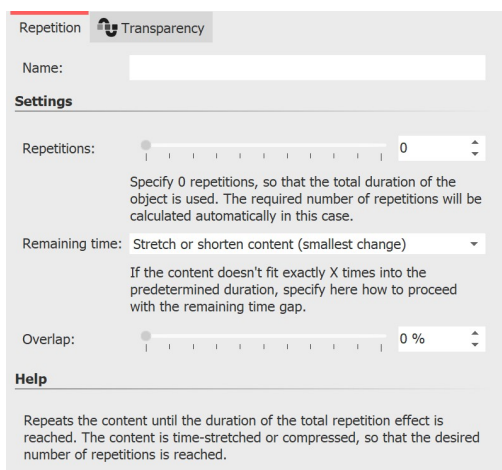 Repetition Transparency
Name:
Settings
Repetitions: 0
Specify 0 repetitions, so that the total duration of the
object is used. The required number of repetitions will be
calculated automatically in this case.
Remaining time: Stretch or shorten content (smallest change)
If the content doesn't fit exactly X times into the
predetermined duration, specify here how to proceed
with the remaining time gap.
Overlap: 0 %
Help
Repeats the content until the duration of the total repetition effect is
reached. The content is time-stretched or compressed, so that the desired
number of repetitions is reached.